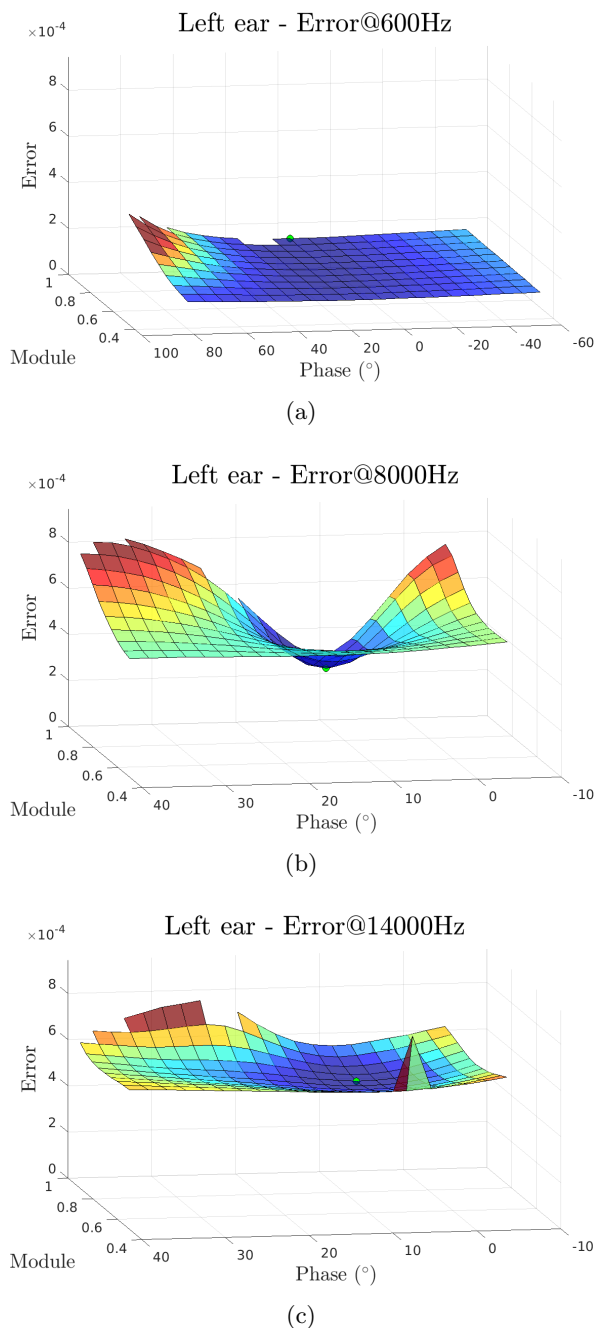 Left ear - Error@600Hz
×10-4
8
6
4
2
0
Error
1
0.8
0.6
0.4
Module
100 80 60 40 20 0 -20 -40 -60
Phase (°)
(a)
Left ear - Error@8000Hz
×10-4
8
6
4
2
0
Error
1
0.8
0.6
0.4
Module
40 30 20 10 0 -10
Phase (°)
(b)
Left ear - Error@14000Hz
×10-4
8
6
4
2
0
Error
1
0.8
0.6
0.4
Module
40 30 20 10 0 -10
Phase (°)
(c)